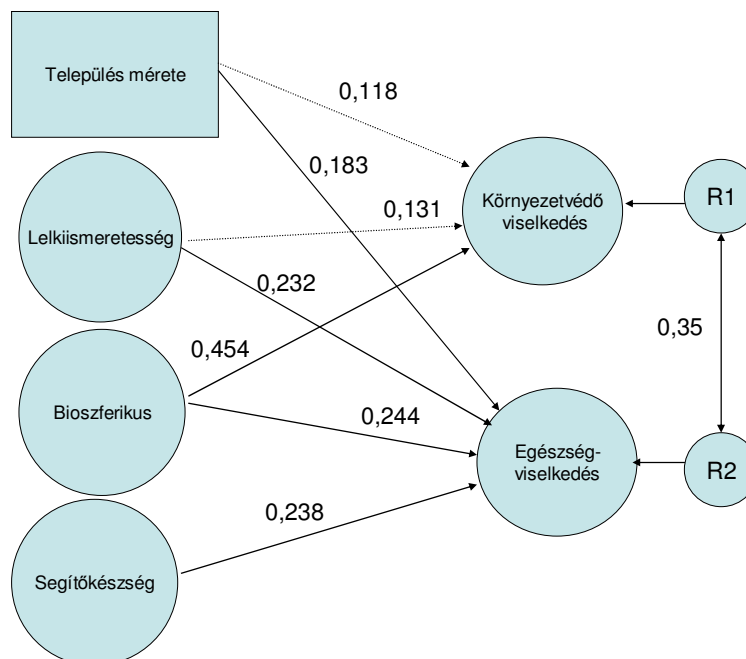 Település mérete
0,118
0,183
Környezetvédő
viselkedés
R1
0,131
Lelkiismeretesség
0,232
0,35
0,454
Bioszferikus
0,244
Egészség-
viselkedés
R2
0,238
Segítőkészség